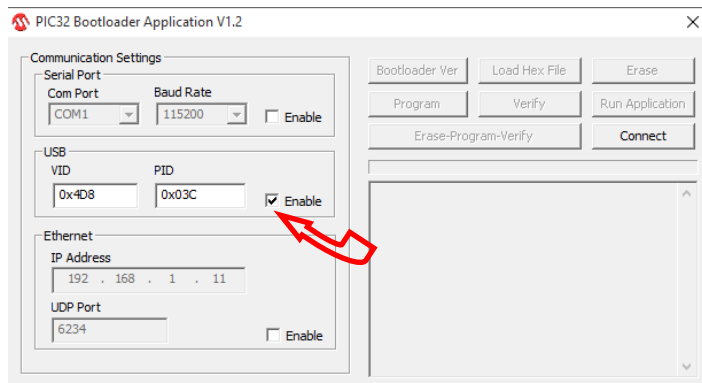 PIC32 Bootloader Application V1.2
Communication Settings
Serial Port
Com Port Baud Rate
COM1 115200 Enable
USB
VID PID
0x4D8 0x03C Enable
Ethernet
IP Address
192 . 168 . 1 . 11
UDP Port
6234 Enable
Bootloader Ver Load Hex File Erase
Program Verify Run Application
Erase-Program-Verify Connect